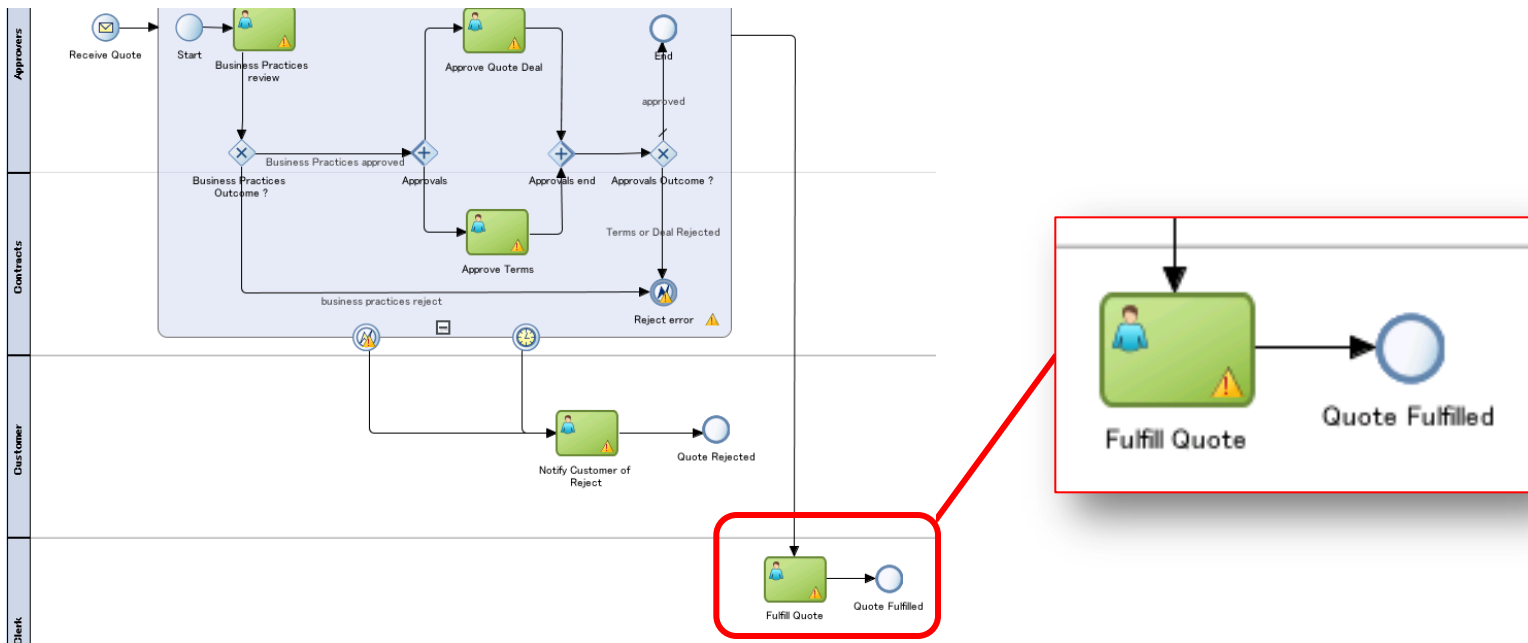 Approvers
Receive Quote
Start
Business Practices
review
Approve Quote Deal
End
approved
Business Practices approved
Business Practices
Outcome ?
Approvals
Approvals end
Approvals Outcome ?
Contracts
Terms or Deal Rejected
Approve Terms
business practices reject
Reject error
Customer
Notify Customer of
Reject
Quote Rejected
Clerk
Fulfill Quote
Quote Fulfilled
Fulfill Quote
Quote Fulfilled